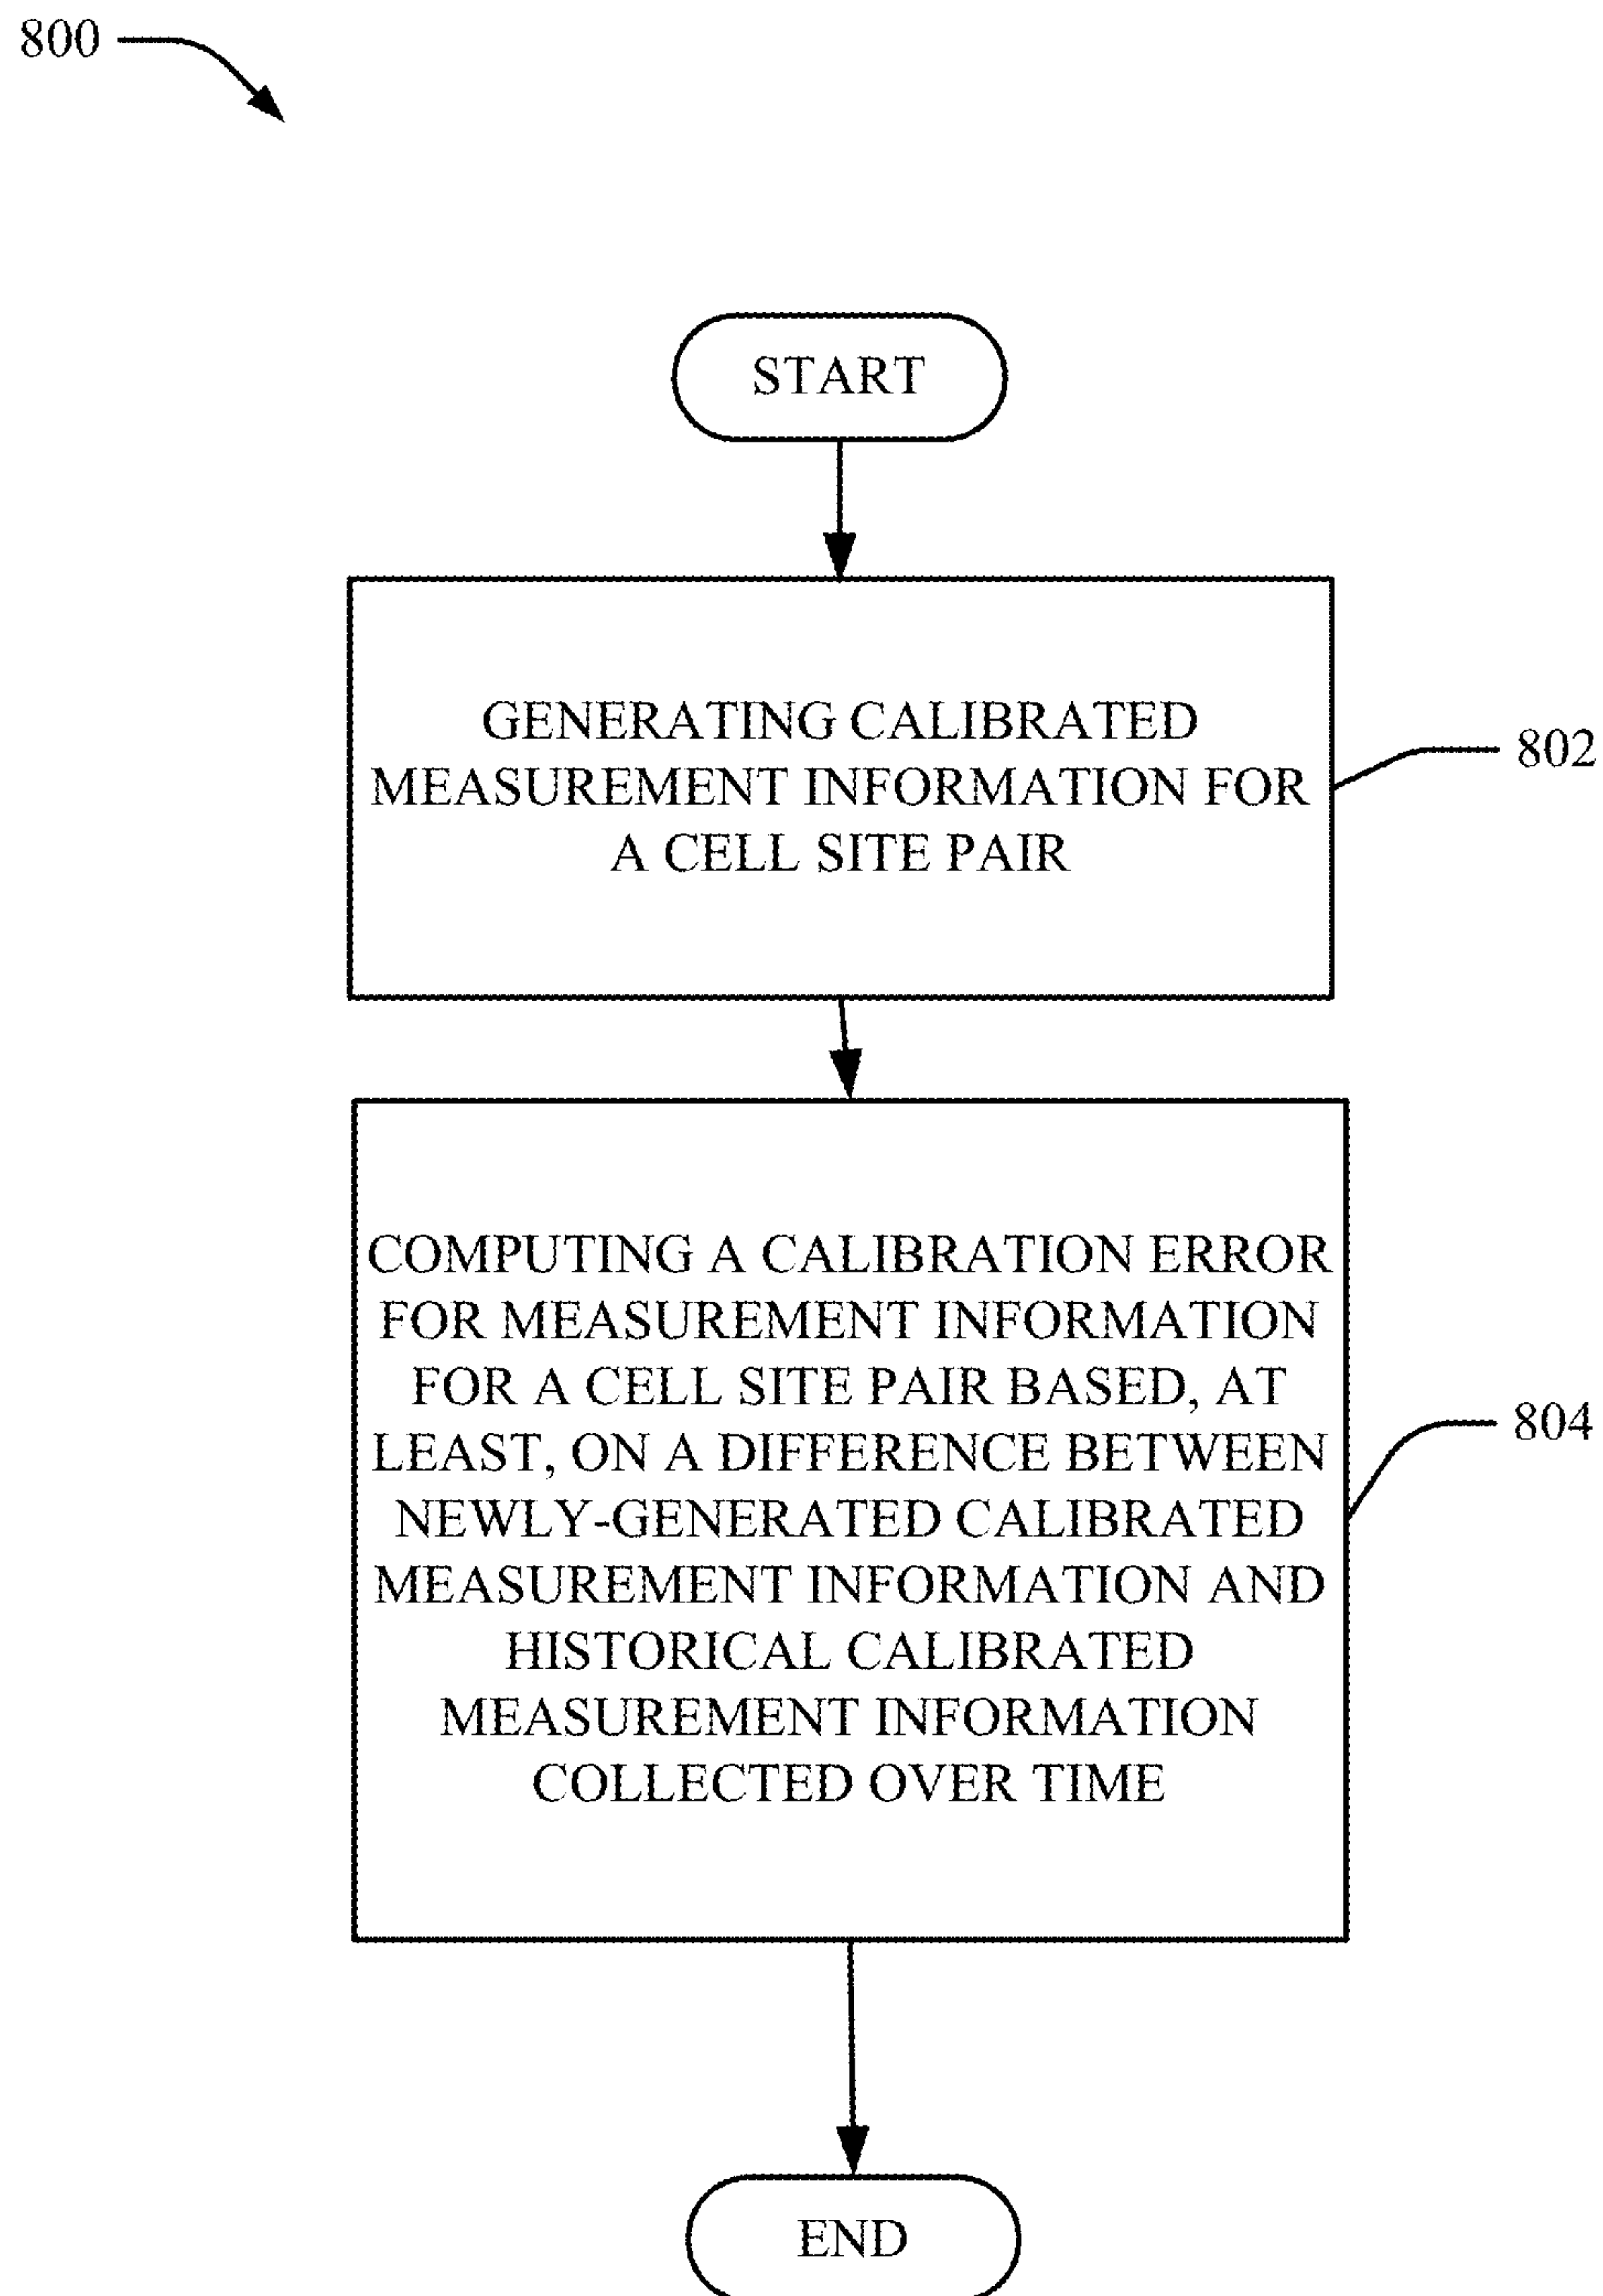 800
START
GENERATING CALIBRATED
MEASUREMENT INFORMATION FOR
A CELL SITE PAIR
802
COMPUTING A CALIBRATION ERROR
FOR MEASUREMENT INFORMATION
FOR A CELL SITE PAIR BASED, AT
LEAST, ON A DIFFERENCE BETWEEN
NEWLY-GENERATED CALIBRATED
MEASUREMENT INFORMATION AND
HISTORICAL CALIBRATED
MEASUREMENT INFORMATION
COLLECTED OVER TIME
804
END